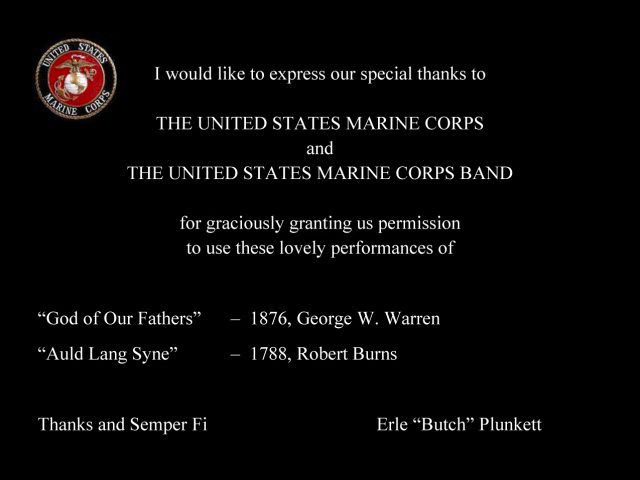 UNITED STATES
MARINE CORPS
I would like to express our special thanks to
THE UNITED STATES MARINE CORPS
and
THE UNITED STATES MARINE CORPS BAND
for graciously granting us permission
to use these lovely performances of
“God of Our Fathers” – 1876, George W. Warren
“Auld Lang Syne” – 1788, Robert Burns
Thanks and Semper Fi Erle “Butch” Plunkett